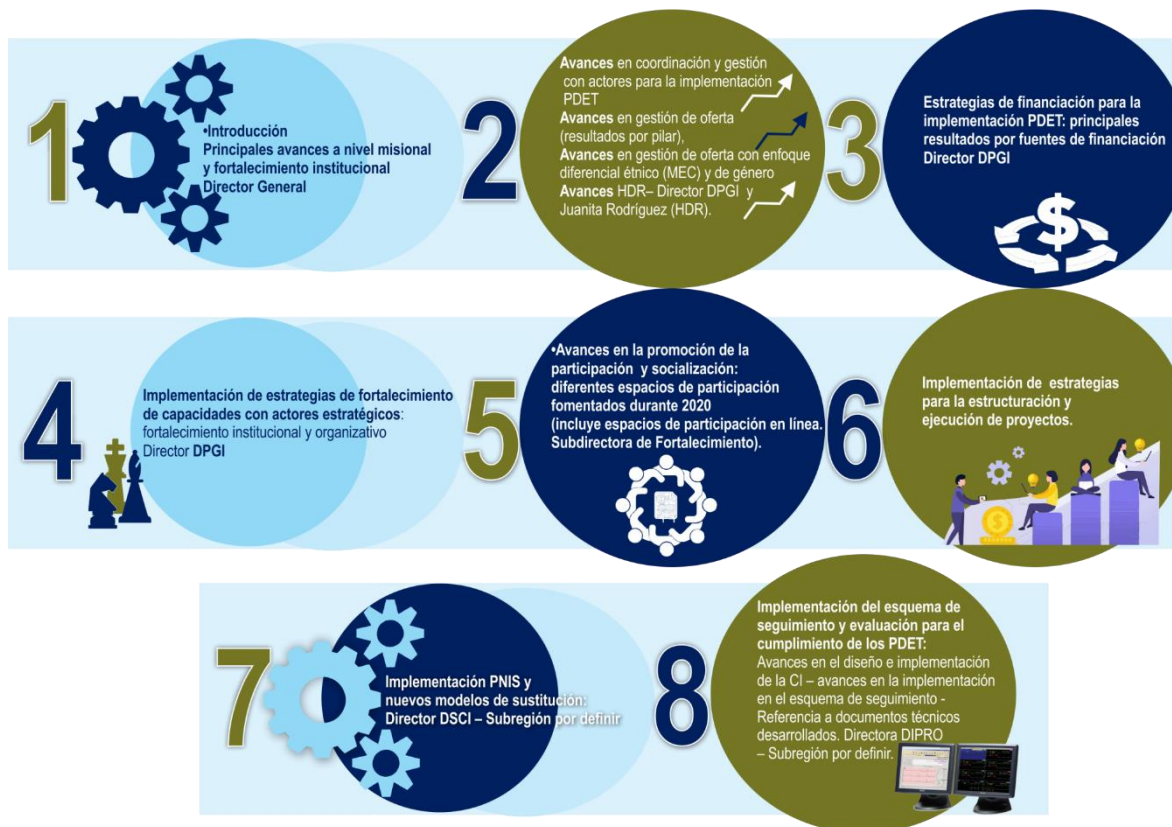 1
•Introducción
Principales avances a nivel misional
y fortalecimiento institucional
Director General
2
Avances en coordinación y gestión
con actores para la implementación
PDET
Avances en gestión de oferta
(resultados por pilar),
Avances en gestión de oferta con enfoque
diferencial étnico (MEC) y de género
Avances HDR– Director DPGI y
Juanita Rodríguez (HDR).
3
Estrategias de financiación para la
implementación PDET: principales
resultados por fuentes de financiación
Director DPGI
$
4
Implementación de estrategias de fortalecimiento
de capacidades con actores estratégicos:
fortalecimiento institucional y organizativo
Director DPGI
5
•Avances en la promoción de la
participación y socialización:
diferentes espacios de participación
fomentados durante 2020
(incluye espacios de participación en línea.
Subdirectora de Fortalecimiento).
6
Implementación de estrategias
para la estructuración y
ejecución de proyectos.
$
7
Implementación PNIS y
nuevos modelos de sustitución:
Director DSCI – Subregión por definir
8
Implementación del esquema de
seguimiento y evaluación para el
cumplimiento de los PDET:
Avances en el diseño e implementación
de la CI – avances en la implementación
en el esquema de seguimiento -
Referencia a documentos técnicos
desarrollados. Directora DIPRO
– Subregión por definir.